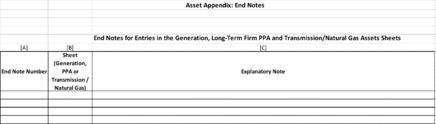 Asset Appendix: End Notes
End Notes for Entries in the Generation, Long-Term Firm PPA and Transmission/Natural Gas Assets Sheets
[A] [B] [C]
End Note Number
Sheet
(Generation,
PPA or
Transmission /
Natural Gas)
Explanatory Note